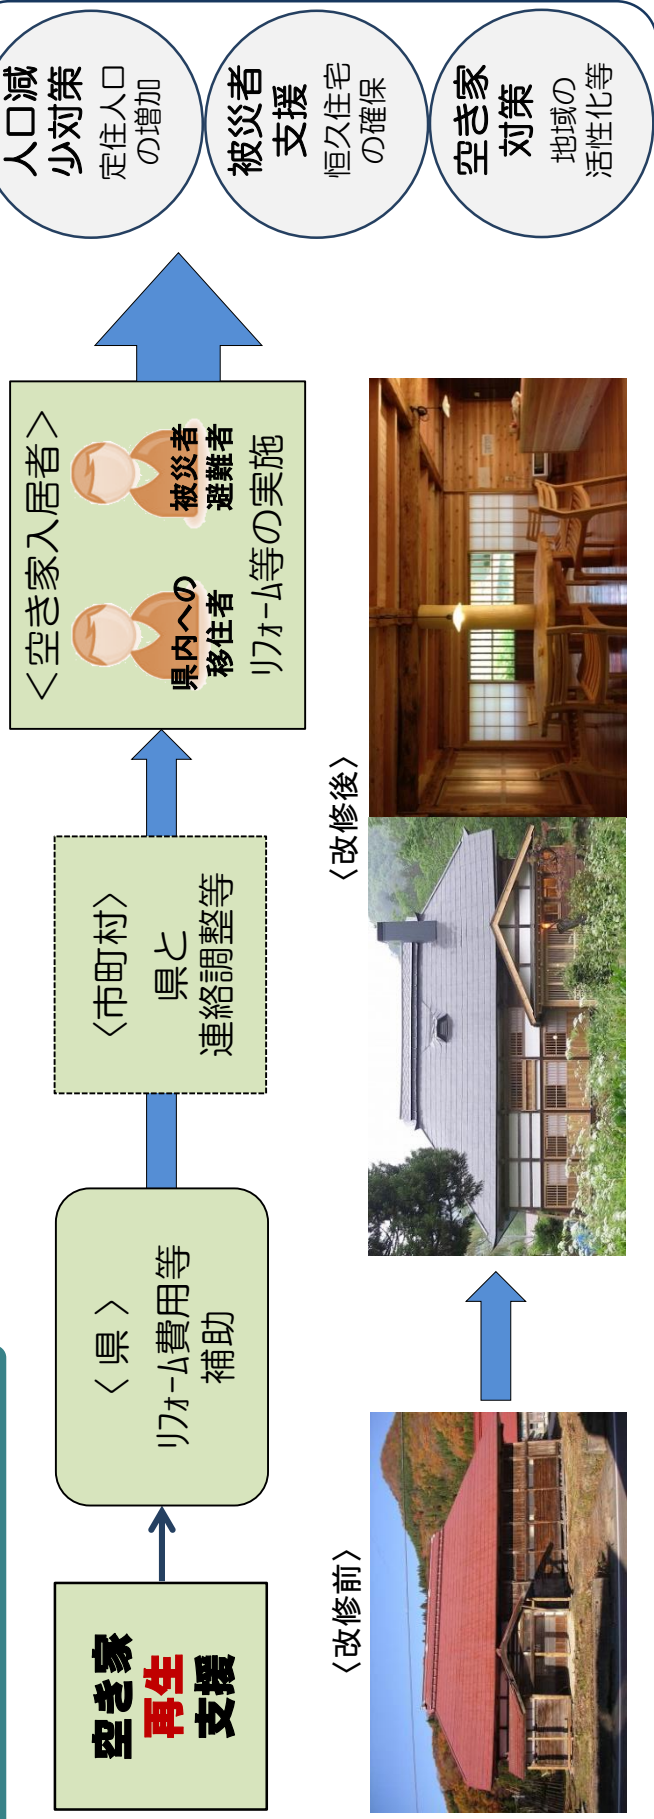 空き家
再生
支援
＜県＞
リフォーム費用等
補助
＜市町村＞
県と
連絡調整等
＜空き家入居者＞
県内への
移住者
被災者
避難者
リフォーム等の実施
人口減
少対策
定住人口
の増加
被災者
支援
恒久住宅
の確保
空き家
対策
地域の
活性化等
＜改修前＞
＜改修後＞